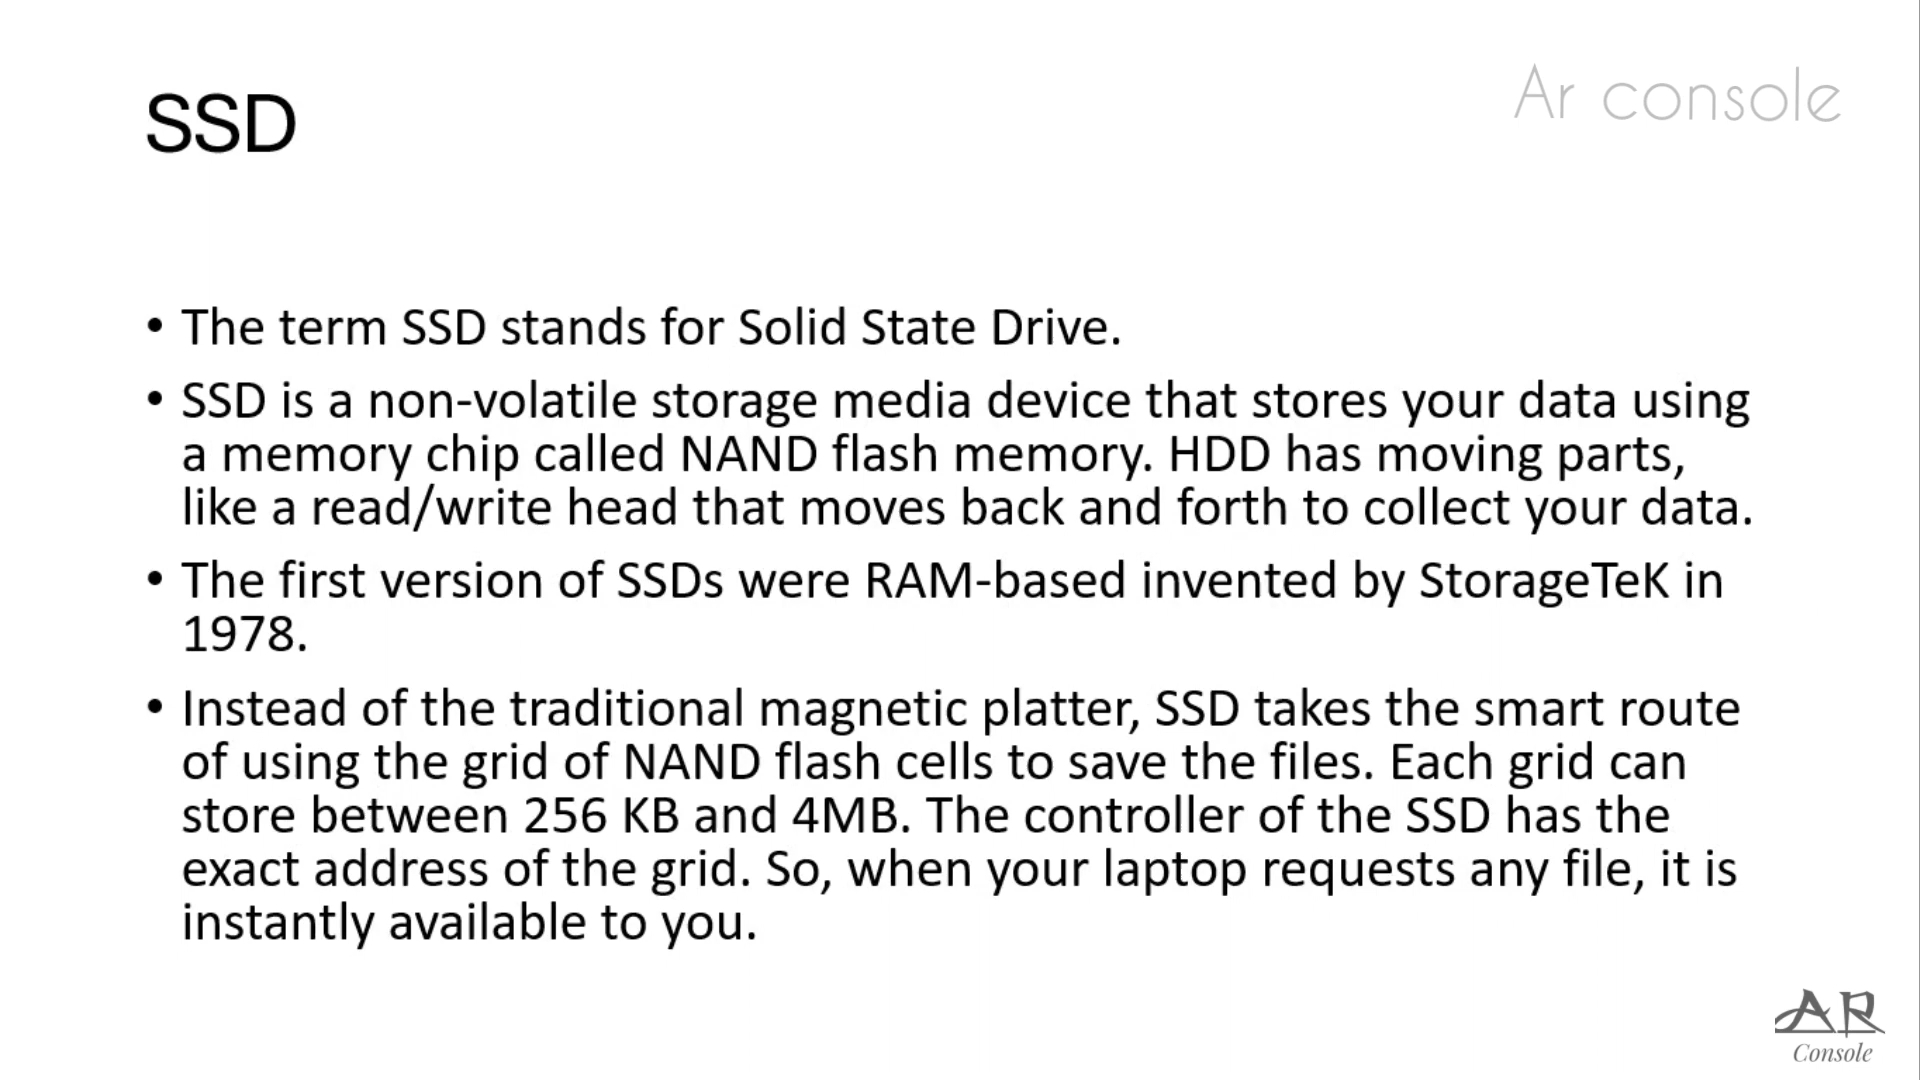 Ar console
SSD
• The term SSD stands for Solid State Drive.
• SSD is a non-volatile storage media device that stores your data using
a memory chip called NAND flash memory. HDD has moving parts,
like a read/write head that moves back and forth to collect your data.
• The first version of SSDs were RAM-based invented by StorageTeK in
1978.
• Instead of the traditional magnetic platter, SSD takes the smart route
of using the grid of NAND flash cells to save the files. Each grid can
store between 256 KB and 4MB. The controller of the SSD has the
exact address of the grid. So, when your laptop requests any file, it is
instantly available to you.
AR
Console